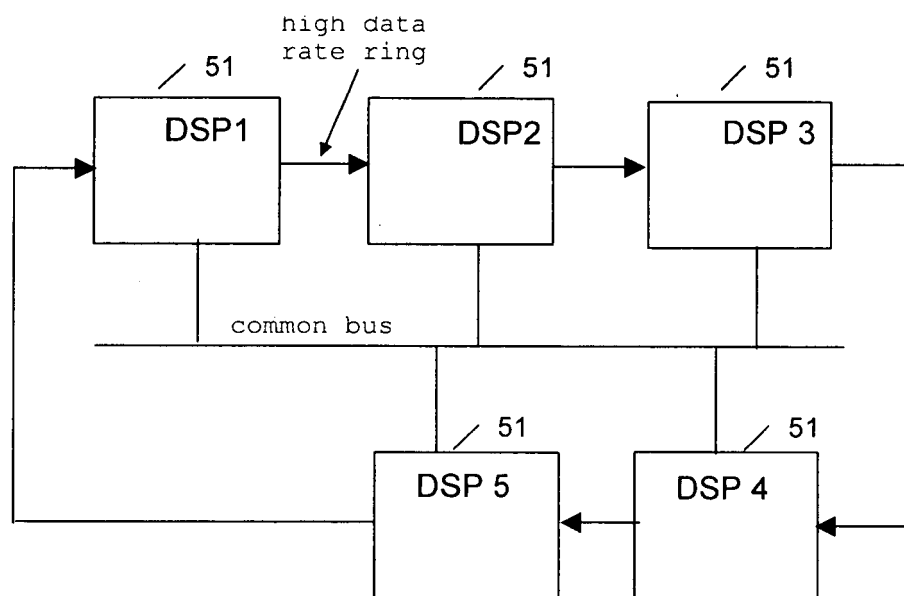 high data
rate ring
51
51
51
DSP1
DSP2
DSP 3
common bus
51
51
DSP 5
DSP 4